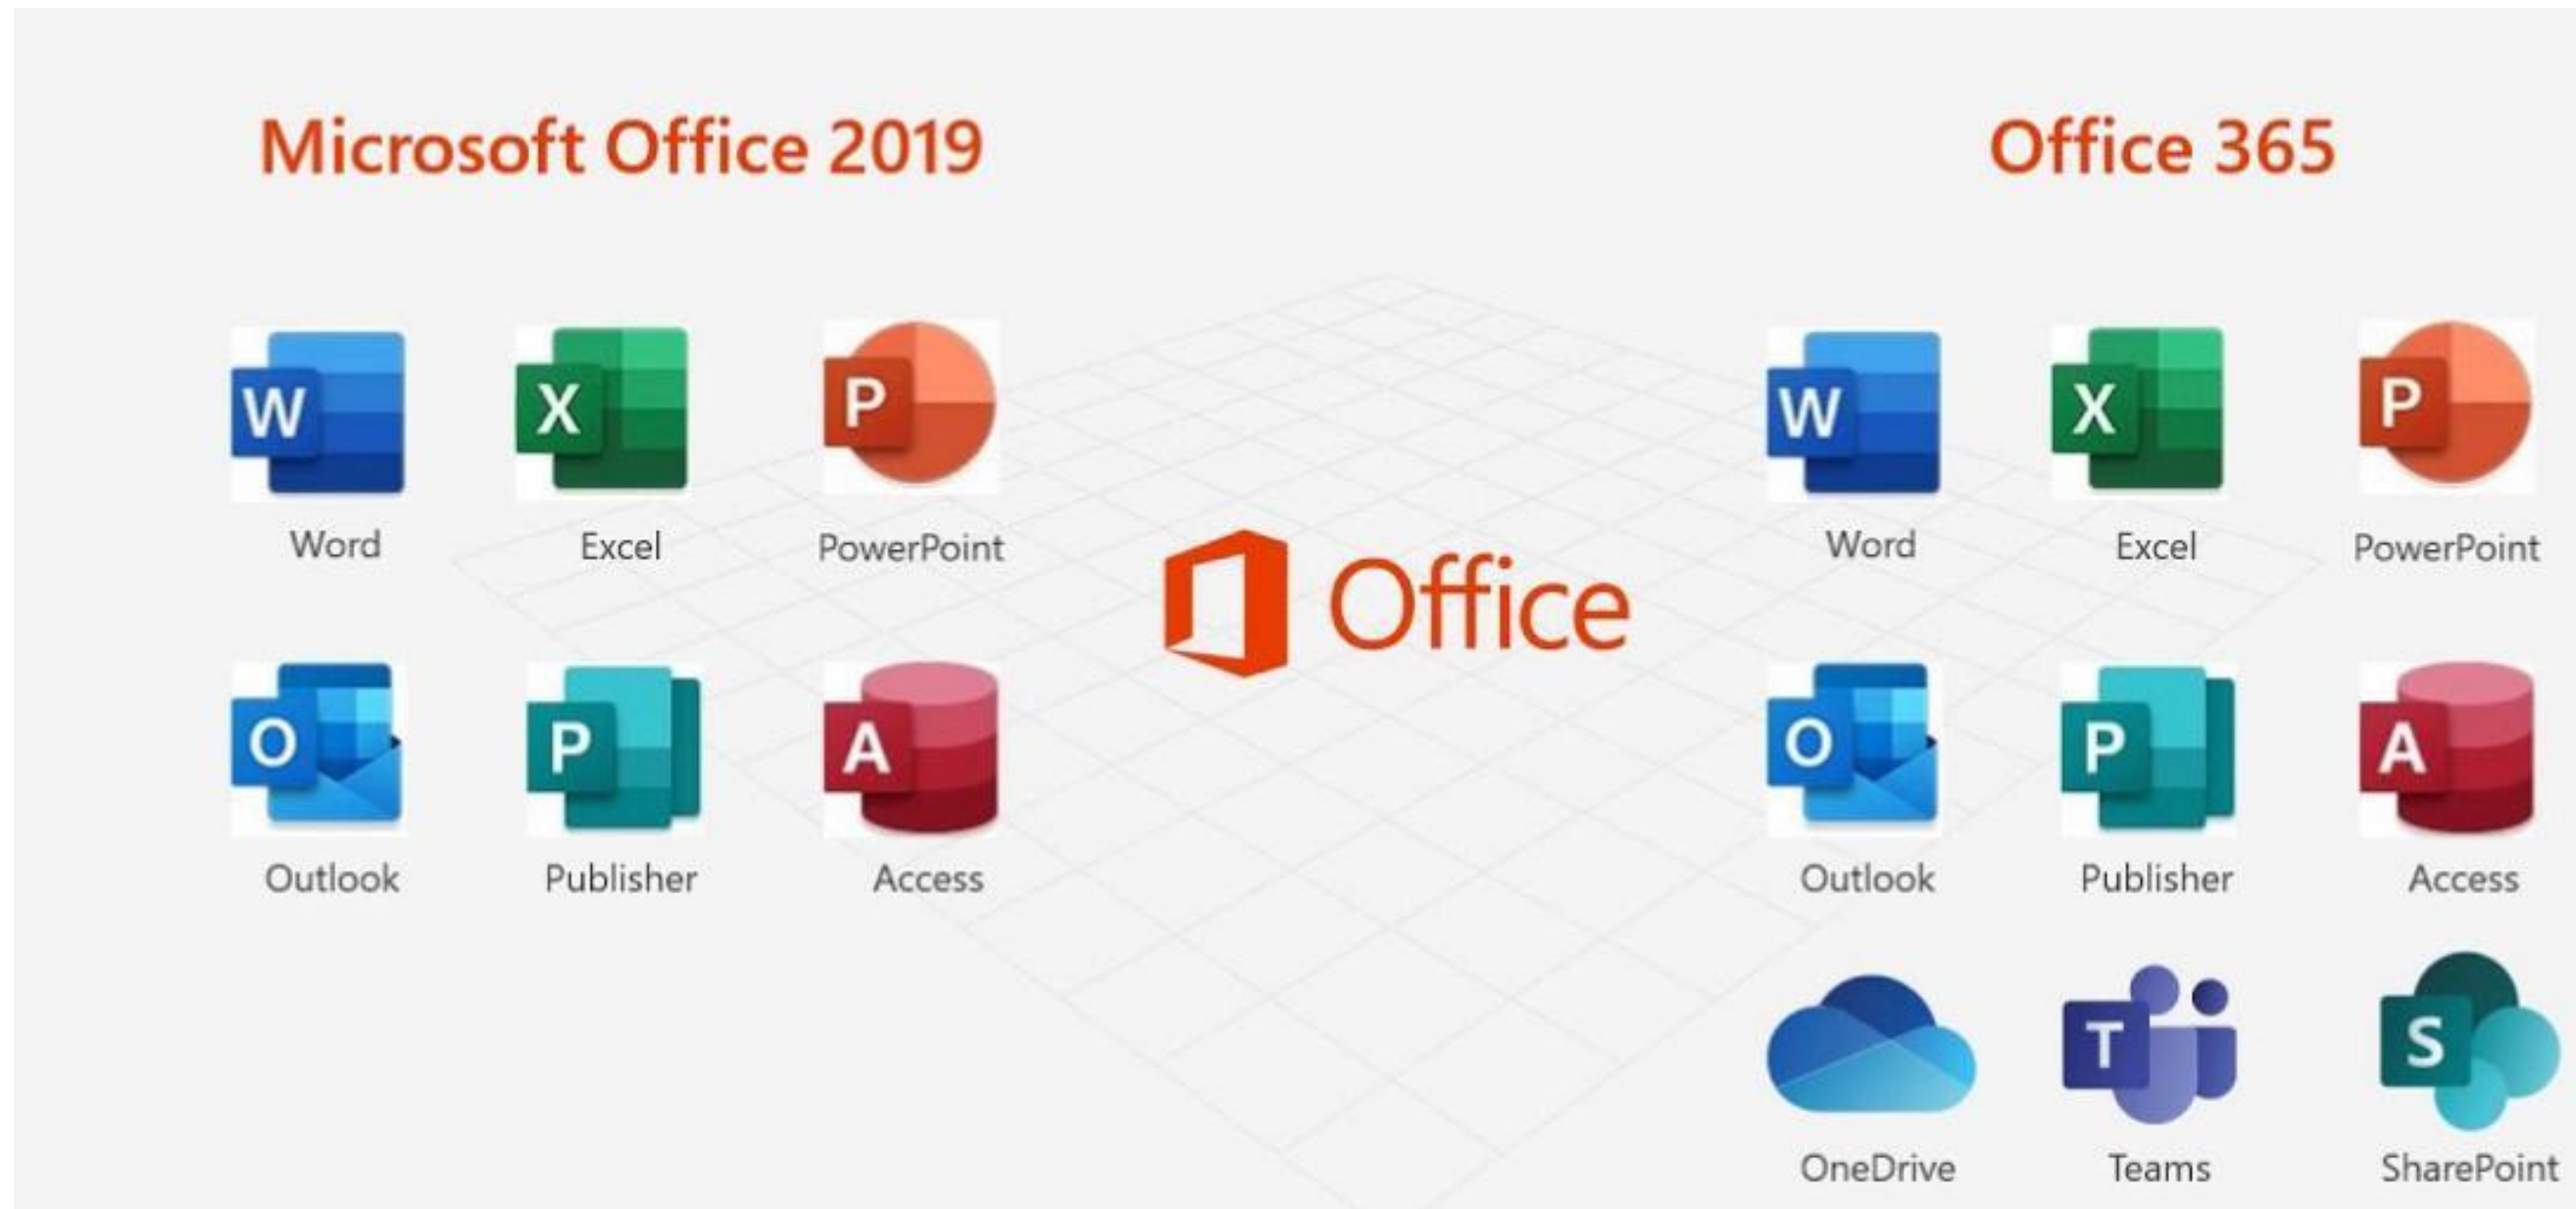 Microsoft Office 2019
W X P
Word Excel PowerPoint
O P A
Outlook Publisher Access
Office
Office 365
W X P
Word Excel PowerPoint
O P A
Outlook Publisher Access
T S
OneDrive Teams SharePoint